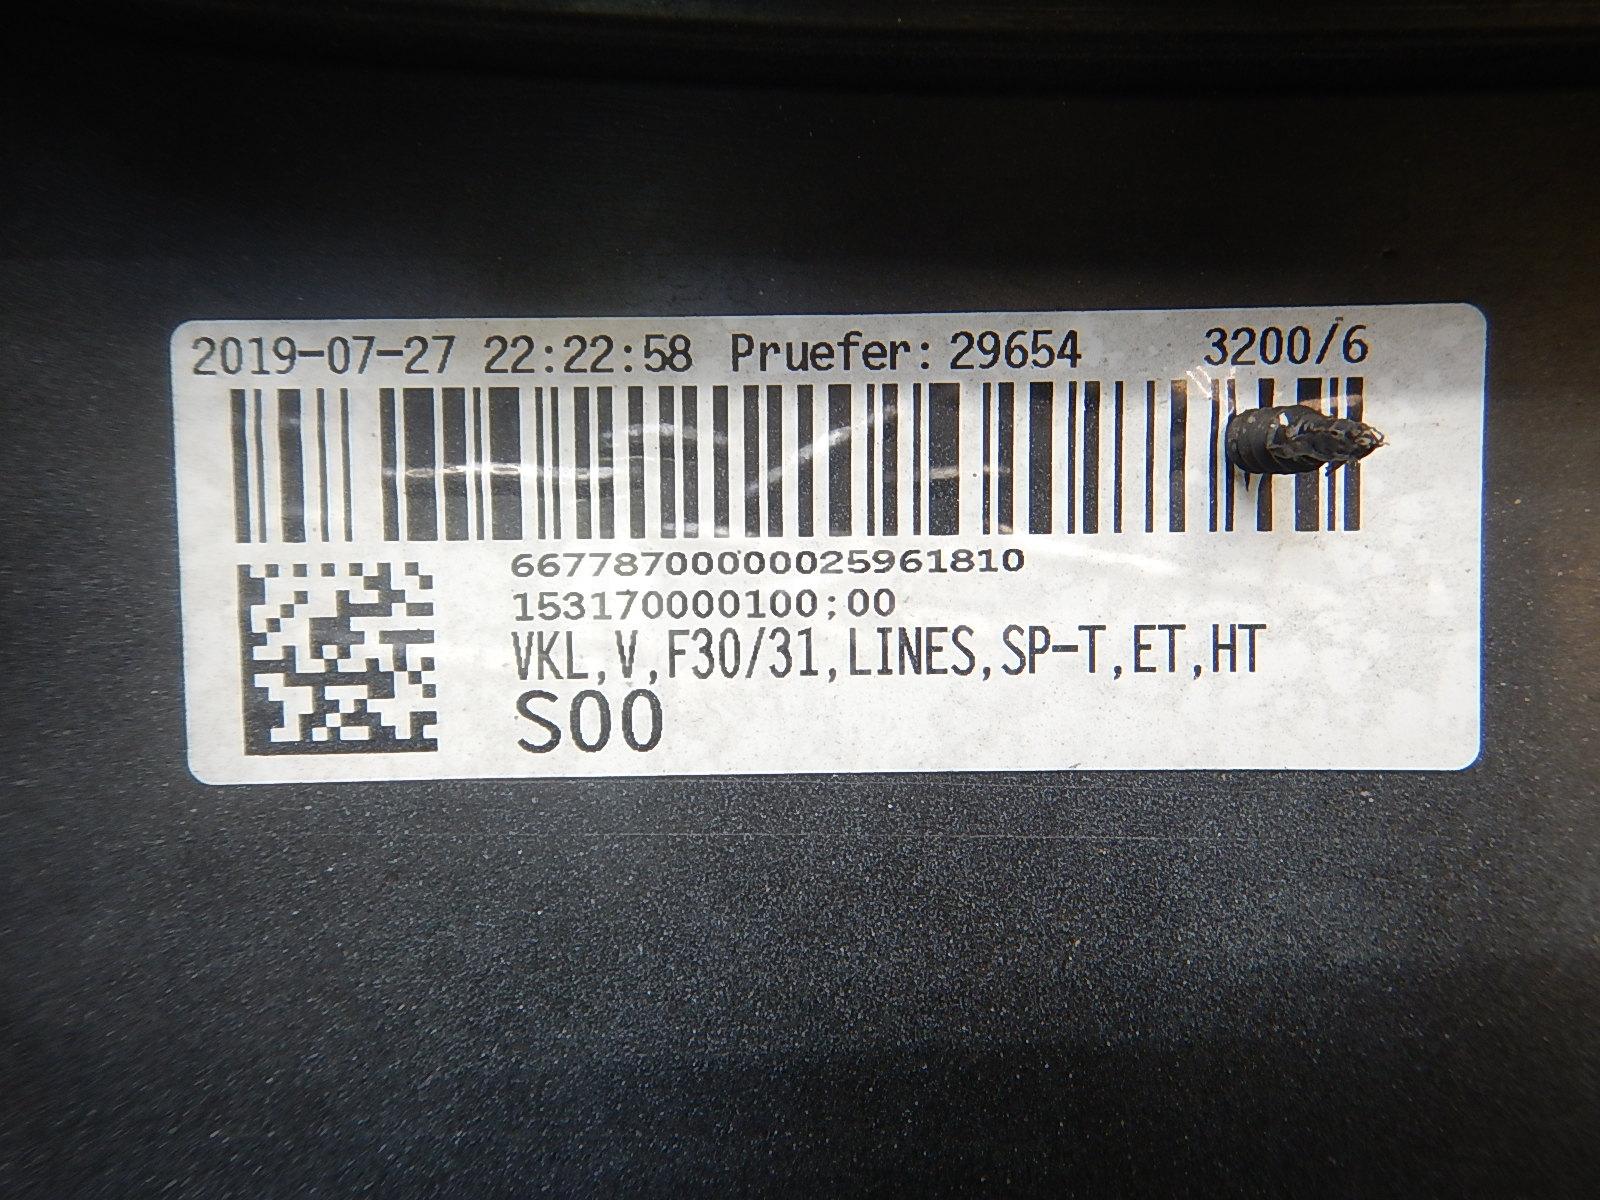 2019-07-27 22:22:58 Pruefer: 29654 3200/6
66778700000025961810
153170000100;00
VKL,V,F30/31,LINES,SP-T,ET,HT
S00